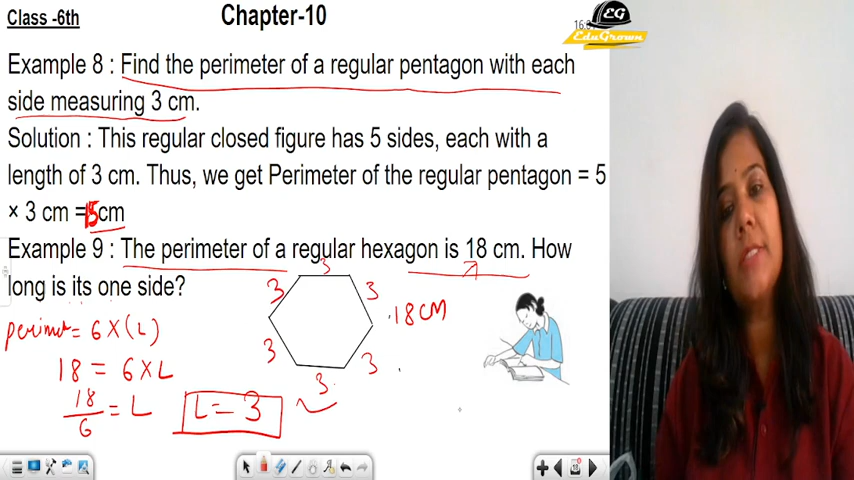 Class -6th
Chapter-10
EG
EduGrown
Example 8 : Find the perimeter of a regular pentagon with each
side measuring 3 cm.
Solution : This regular closed figure has 5 sides, each with a
length of 3 cm. Thus, we get Perimeter of the regular pentagon = 5
× 3 cm =15cm
Example 9 : The perimeter of a regular hexagon is 18 cm. How
long is its one side?
3
3
3
18CM
3
3
3
= 6 X (L)
18 = 6 X L
18/6 = L
L = 3